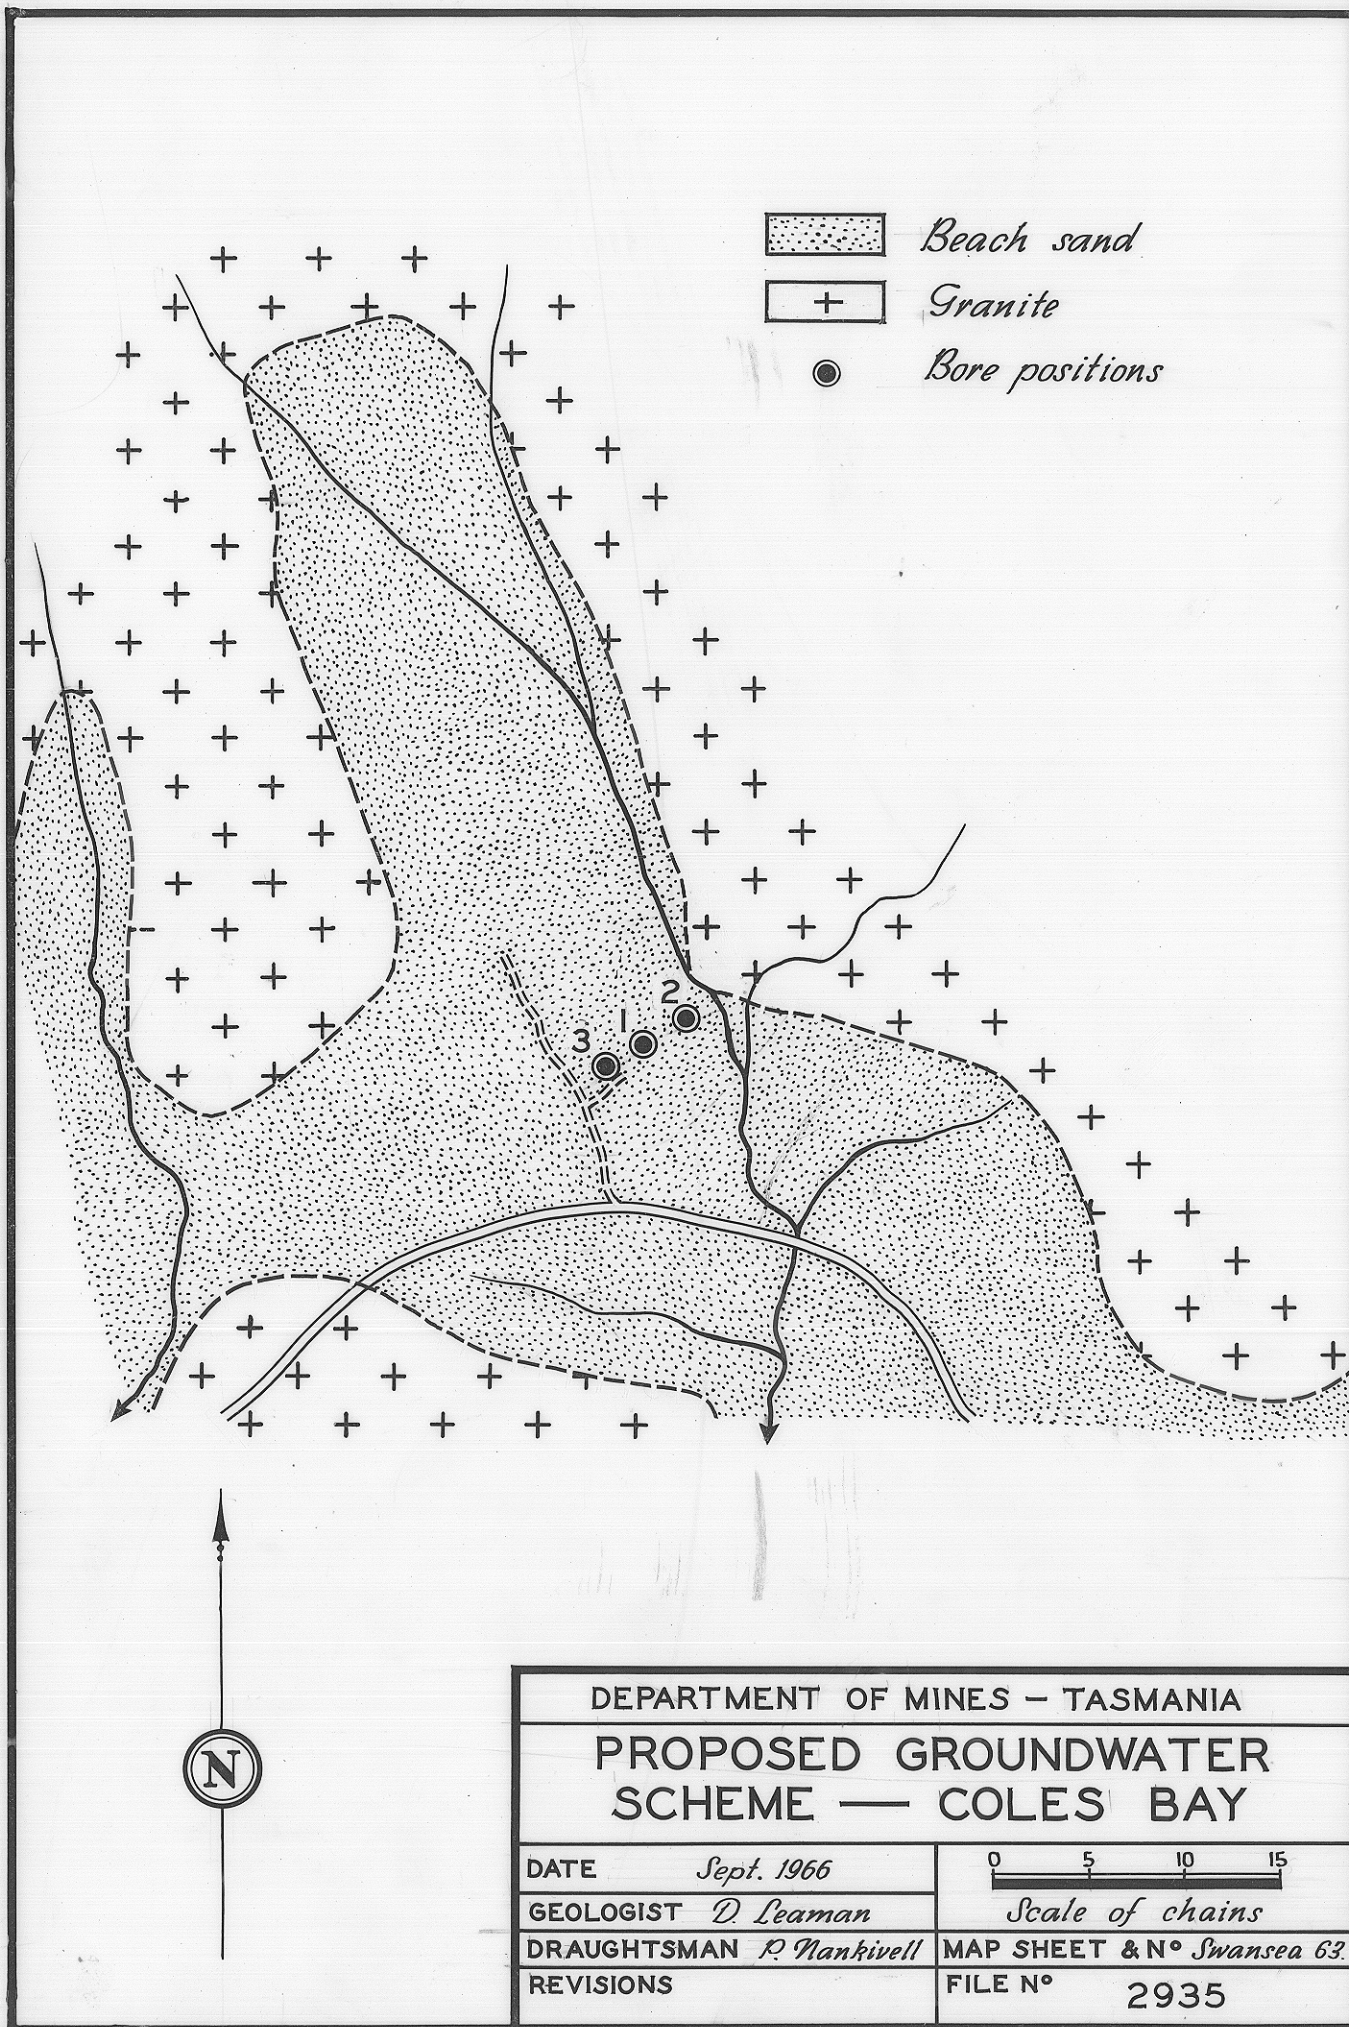 Beach sand
Granite
Bore positions
2
1
3
N
DEPARTMENT OF MINES – TASMANIA
PROPOSED GROUNDWATER
SCHEME — COLES BAY
DATE Sept. 1966
0 5 10 15
Scale of chains
GEOLOGIST D. Leaman
DRAUGHTSMAN P. Nankivell
MAP SHEET & Nº Swansea 63.
REVISIONS
FILE Nº 2935